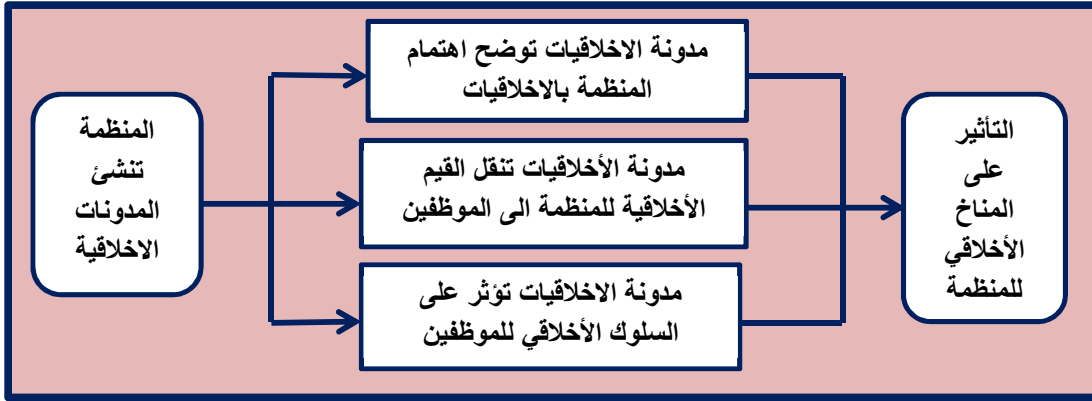 المنظمة
تنشئ
المدونات
الاخلاقية
مدونة الاخلاقيات توضح اهتمام
المنظمة بالاخلاقيات
مدونة الأخلاقيات تنقل القيم
الأخلاقية للمنظمة الى الموظفين
مدونة الاخلاقيات تؤثر على
السلوك الأخلاقي للموظفين
التأثير
على
المناخ
الأخلاقي
للمنظمة